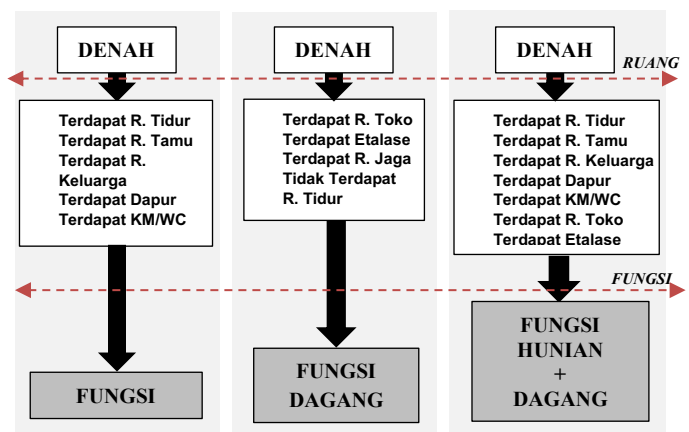 DENAH
DENAH
DENAH
RUANG
Terdapat R. Tidur
Terdapat R. Tamu
Terdapat R.
Keluarga
Terdapat Dapur
Terdapat KM/WC
Terdapat R. Toko
Terdapat Etalase
Terdapat R. Jaga
Tidak Terdapat
R. Tidur
Terdapat R. Tidur
Terdapat R. Tamu
Terdapat R. Keluarga
Terdapat Dapur
Terdapat KM/WC
Terdapat R. Toko
Terdapat Etalase
FUNGSI
FUNGSI
FUNGSI
DAGANG
FUNGSI
HUNIAN
+
DAGANG